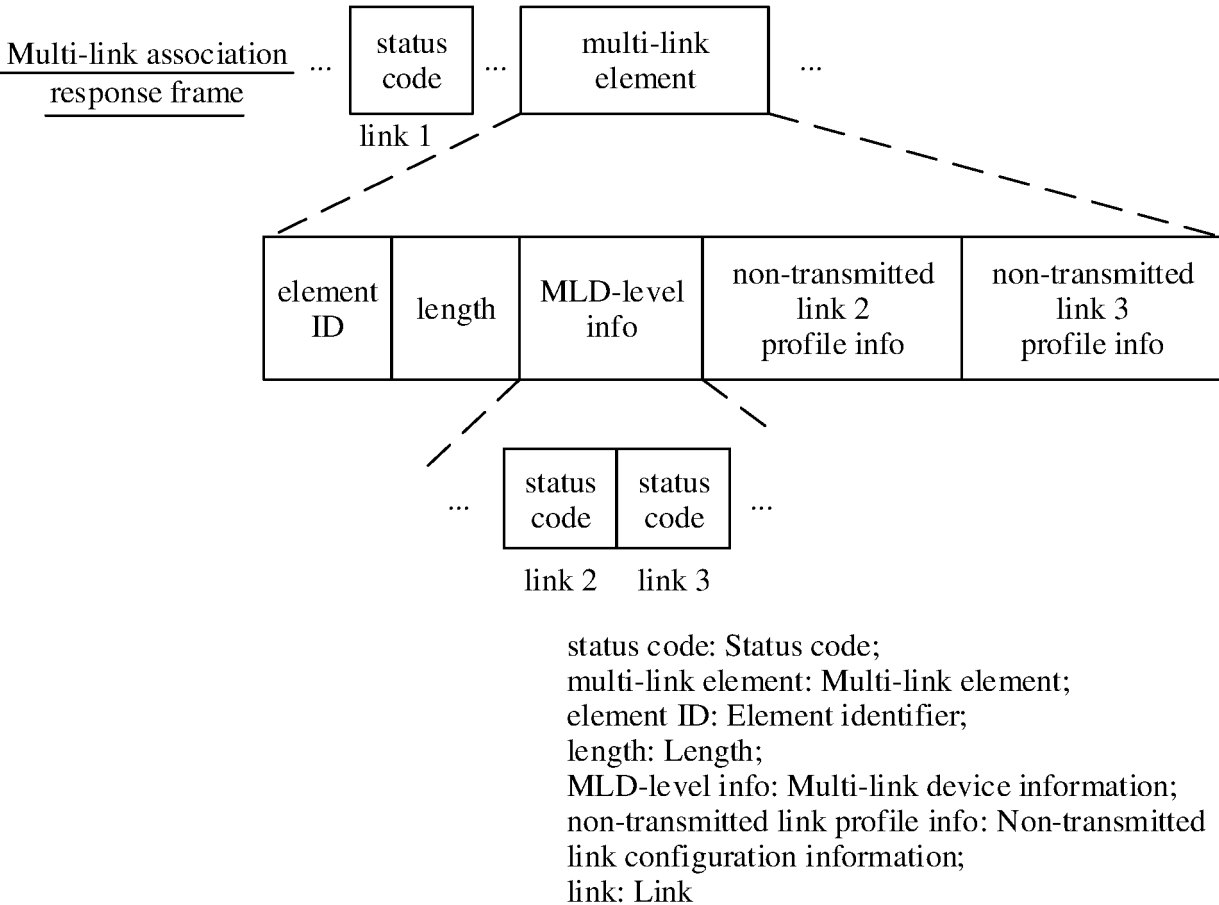 Multi-link association
response frame
...
status
code
...
multi-link
element
...
link 1
element
ID
length
MLD-level
info
non-transmitted
link 2
profile info
non-transmitted
link 3
profile info
...
status
code
status
code
...
link 2
link 3
status code: Status code;
multi-link element: Multi-link element;
element ID: Element identifier;
length: Length;
MLD-level info: Multi-link device information;
non-transmitted link profile info: Non-transmitted
link configuration information;
link: Link